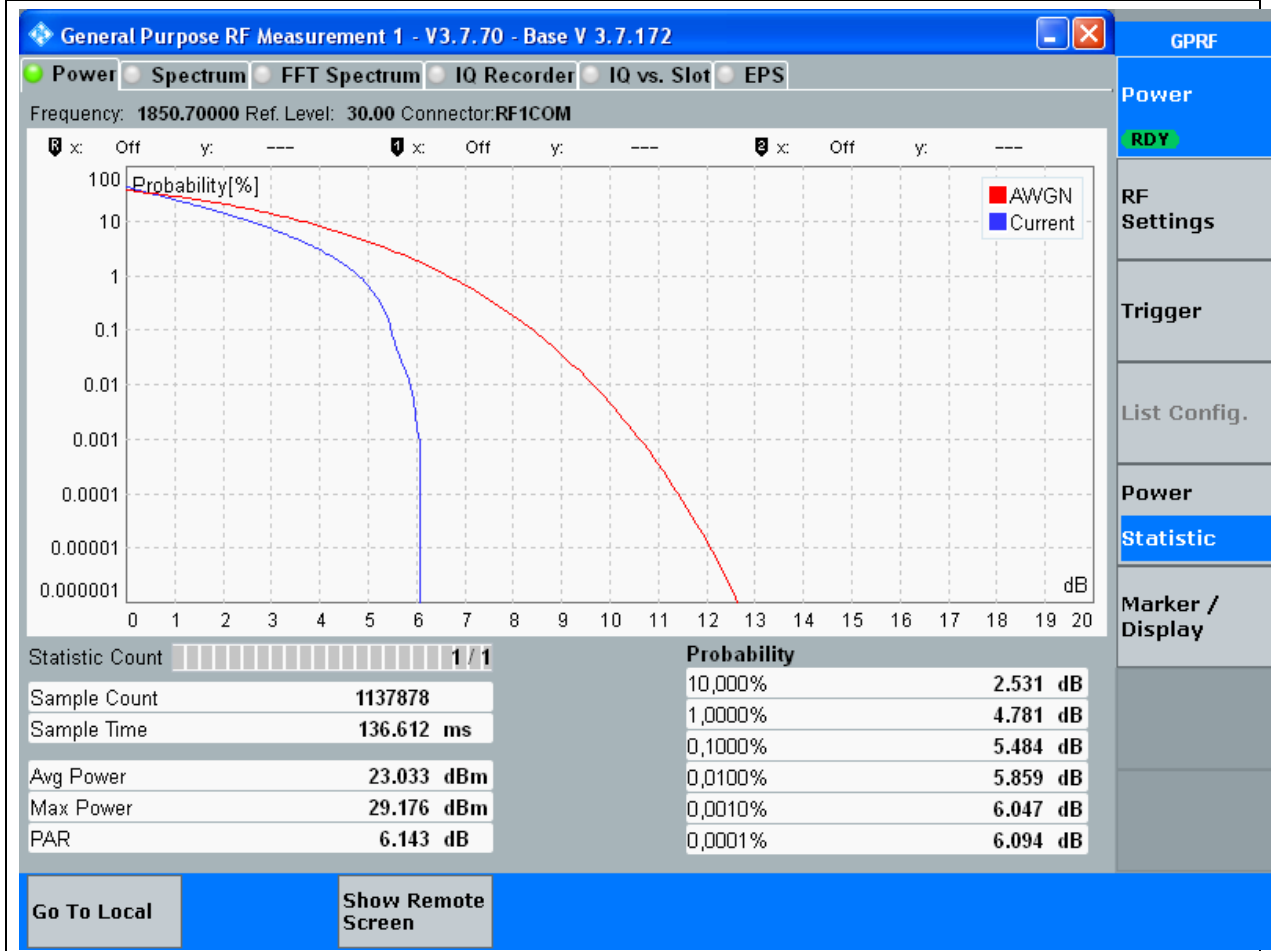 General Purpose RF Measurement 1 - V3.7.70 - Base V 3.7.172
GPRF
Power Spectrum FFT Spectrum IQ Recorder IQ vs. Slot EPS
Frequency: 1850.70000 Ref. Level: 30.00 Connector:RF1COM
R x: Off y: --- 1 x: Off y: --- 2 x: Off y: ---
Probability[%]
AWGN
Current
100
10
1
0.1
0.01
0.001
0.0001
0.00001
0.000001
dB
0 1 2 3 4 5 6 7 8 9 10 11 12 13 14 15 16 17 18 19 20
Statistic Count 1 / 1
Sample Count 1137878
Sample Time 136.612 ms
Avg Power 23.033 dBm
Max Power 29.176 dBm
PAR 6.143 dB
Probability
10,000% 2.531 dB
1,0000% 4.781 dB
0,1000% 5.484 dB
0,0100% 5.859 dB
0,0010% 6.047 dB
0,0001% 6.094 dB
Power
RDY
RF
Settings
Trigger
List Config.
Power
Statistic
Marker /
Display
Go To Local
Show Remote
Screen